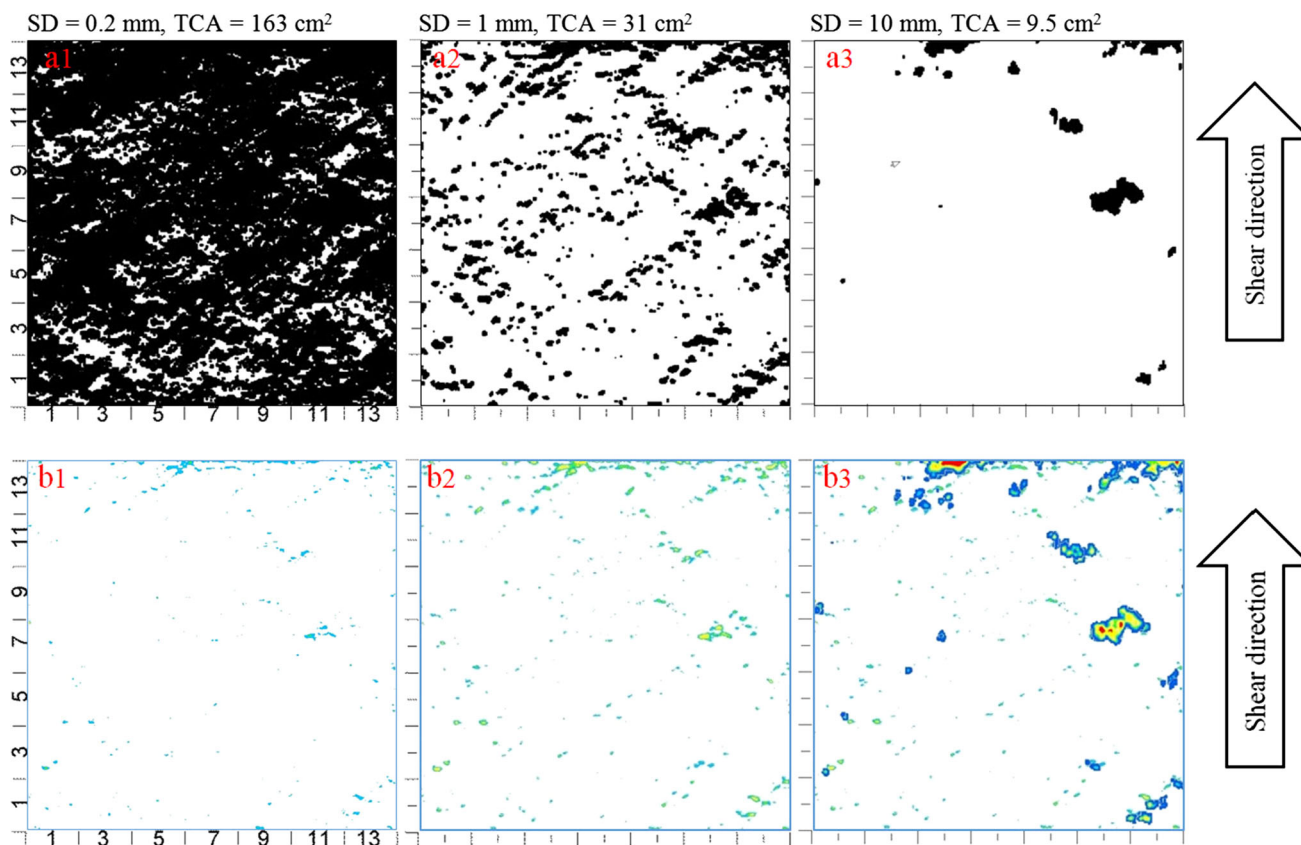 SD = 0.2 mm, TCA = 163 cm²
SD = 1 mm, TCA = 31 cm²
SD = 10 mm, TCA = 9.5 cm²
a1
a2
a3
13
11
9
7
5
3
1
1 3 5 7 9 11 13
Shear direction
b1
b2
b3
13
11
9
7
5
3
1
1 3 5 7 9 11 13
Shear direction